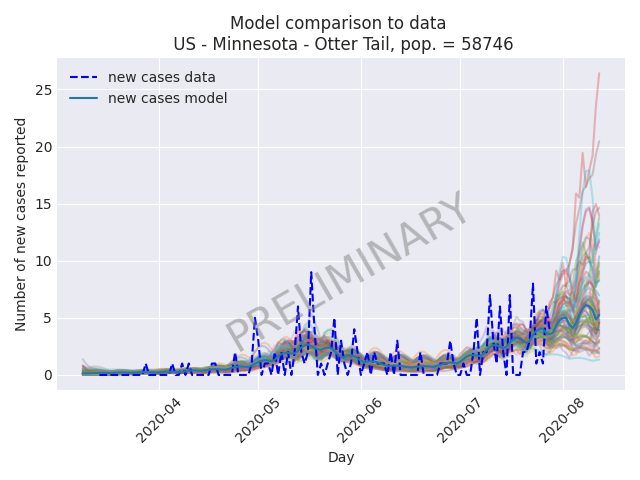 Model comparison to data
US - Minnesota - Otter Tail, pop. = 58746
new cases data
new cases model
PRELIMINARY
Number of new cases reported
25
20
15
10
5
0
2020-04
2020-05
2020-06
2020-07
2020-08
Day